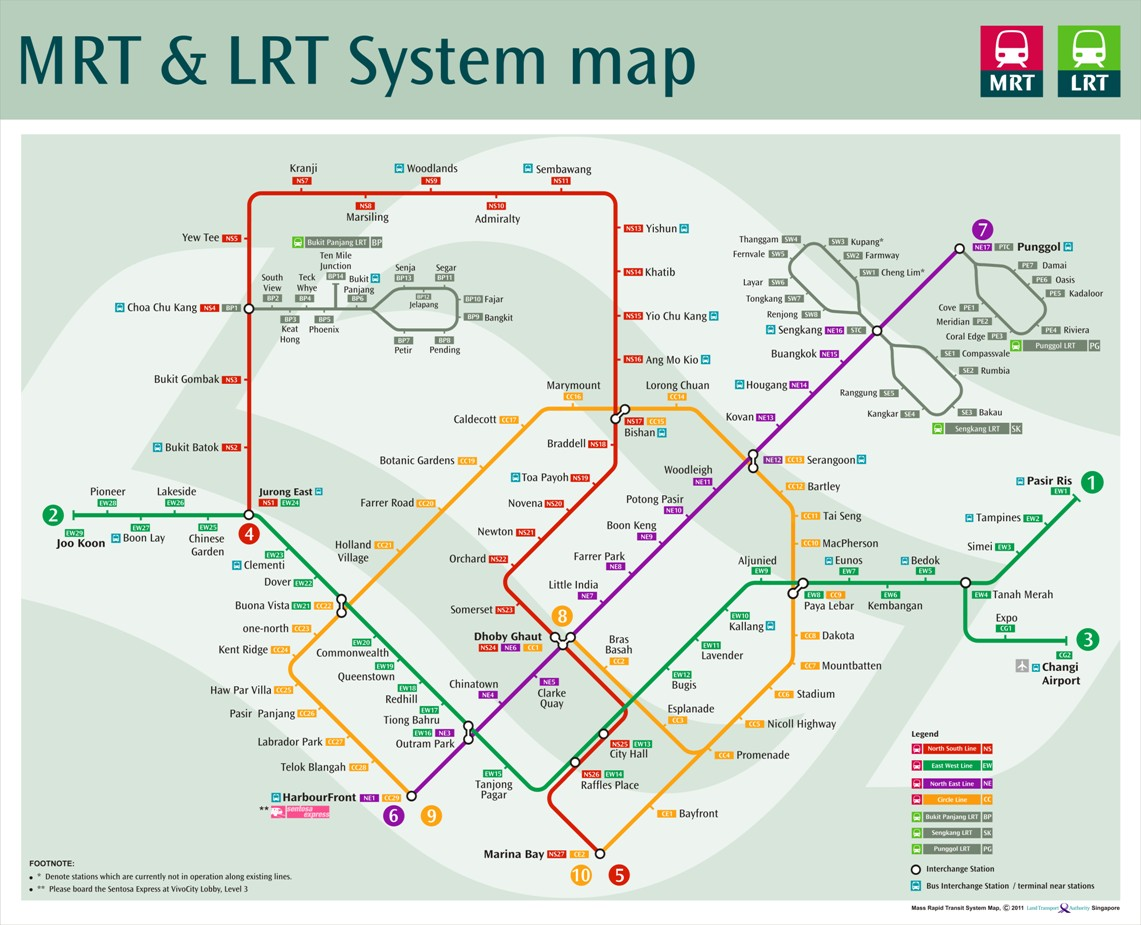 MRT & LRT System map
MRT
LRT
Kranji
NS7
Woodlands
NS9
Sembawang
NS11
NS8
Marsiling
NS10
Admiralty
Yew Tee NS5
Bukit Panjang LRT BP
Ten Mile
Junction
BP14
South
View
BP2
Teck
Whye
BP4
Bukit
Panjang
BP6
Senja
BP13
Segar
BP11
BP12
Jelapang
BP10 Fajar
BP9 Bangkit
Choa Chu Kang NS4 BP1
BP3
Keat
Hong
BP5
Phoenix
BP7
Petir
BP8
Pending
NS13 Yishun
NS14 Khatib
NS15 Yio Chu Kang
NS16 Ang Mo Kio
Thanggam SW4
SW3 Kupang*
Fernvale SW5
SW2 Farmway
SW1 Cheng Lim*
Layar SW6
Tongkang SW7
Renjong SW8
7
NE17 PTC Punggol
PE7 Damai
PE6 Oasis
PE5 Kadaloor
Cove PE1
Meridian PE2
Coral Edge PE3
PE4 Riviera
Punggol LRT PG
Sengkang NE16 STC
Buangkok NE15
SE1 Compassvale
SE2 Rumbia
Ranggung SE5
Kangkar SE4
SE3 Bakau
Sengkang LRT SK
Hougang NE14
Kovan NE13
Bukit Gombak NS3
Bukit Batok NS2
Marymount
CC16
Lorong Chuan
CC14
Caldecott CC17
NS17 CC15
Bishan
Braddell NS18
Botanic Gardens CC19
Toa Payoh NS19
Woodleigh
NE11
NE12 CC13 Serangoon
CC12 Bartley
Farrer Road CC20
Novena NS20
Potong Pasir
NE10
CC11 Tai Seng
Newton NS21
Boon Keng
NE9
CC10 MacPherson
Holland
Village CC21
Orchard NS22
Farrer Park
NE8
Little India
NE7
Somerset NS23
Pioneer
EW28
Lakeside
EW26
Jurong East
NS1 EW24
2
EW29
Joo Koon
EW27
Boon Lay
EW25
Chinese
Garden
4
EW23
Clementi
Dover EW22
Buona Vista EW21 CC22
one-north CC23
Kent Ridge CC24
Haw Par Villa CC25
Pasir Panjang CC26
Labrador Park CC27
Telok Blangah CC28
HarbourFront NE1 CC29
** sentosa
express
6
9
EW20
Commonwealth
EW19
Queenstown
EW18
Redhill
EW17
Tiong Bahru
EW16 NE3
Outram Park
EW15
Tanjong
Pagar
8
Dhoby Ghaut
NS24 NE6 CC1
Chinatown
NE4
NE5
Clarke
Quay
Bras
Basah
CC2
Esplanade
CC3
CC4 Promenade
CC5 Nicoll Highway
CC6 Stadium
CC7 Mountbatten
CC8 Dakota
NS25 EW13
City Hall
NS26 EW14
Raffles Place
EW12
Bugis
EW11
Lavender
EW10
Kallang
Aljunied
EW9
EW8 CC9
Paya Lebar
Eunos
EW7
EW6
Kembangan
Bedok
EW5
EW4 Tanah Merah
Simei EW3
Tampines EW2
Pasir Ris
EW1
1
Expo
CG1
3
CG2
Changi
Airport
CE1 Bayfront
Marina Bay NS27 CE2
10
5
Legend
North South Line NS
East West Line EW
North East Line NE
Circle Line CC
Bukit Panjang LRT BP
Sengkang LRT SK
Punggol LRT PG
Interchange Station
Bus Interchange Station / terminal near stations
FOOTNOTE:
• * Denote stations which are currently not in operation along existing lines.
• ** Please board the Sentosa Express at VivoCity Lobby, Level 3
Mass Rapid Transit System Map, © 2011 Land Transport Authority Singapore